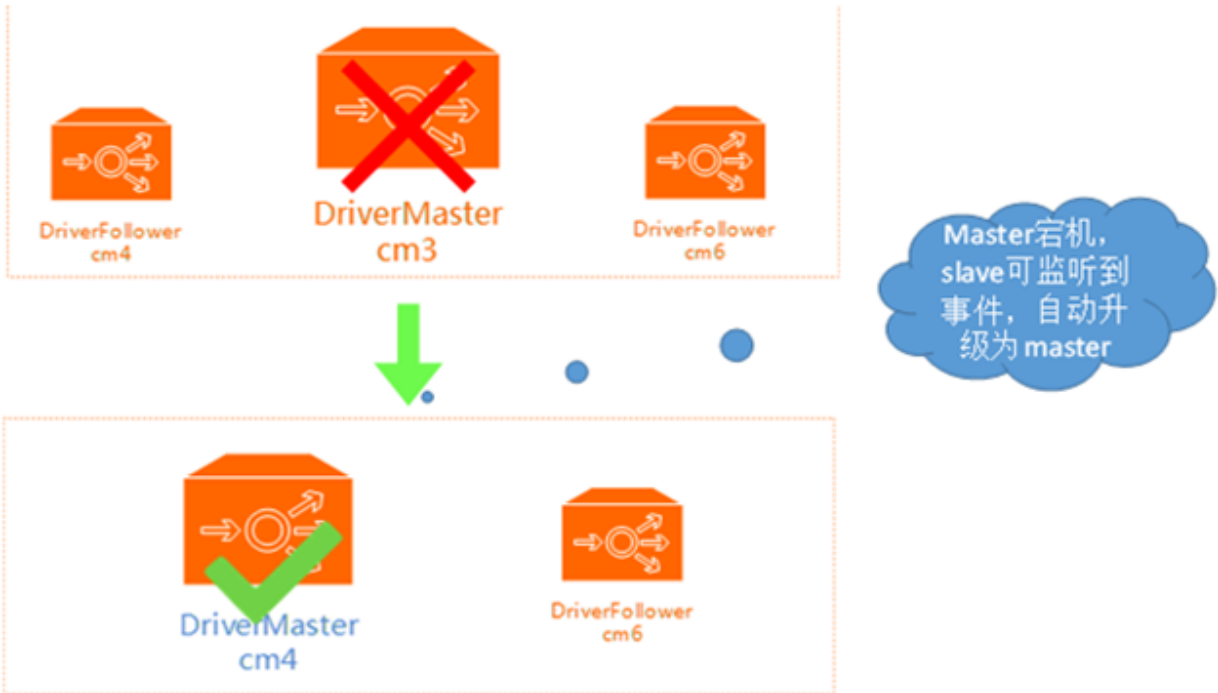 DriverFollower
cm4
DriverMaster
cm3
DriverFollower
cm6
Master宕机，
slave可监听到
事件，自动升
级为 master
DriverMaster
cm4
DriverFollower
cm6